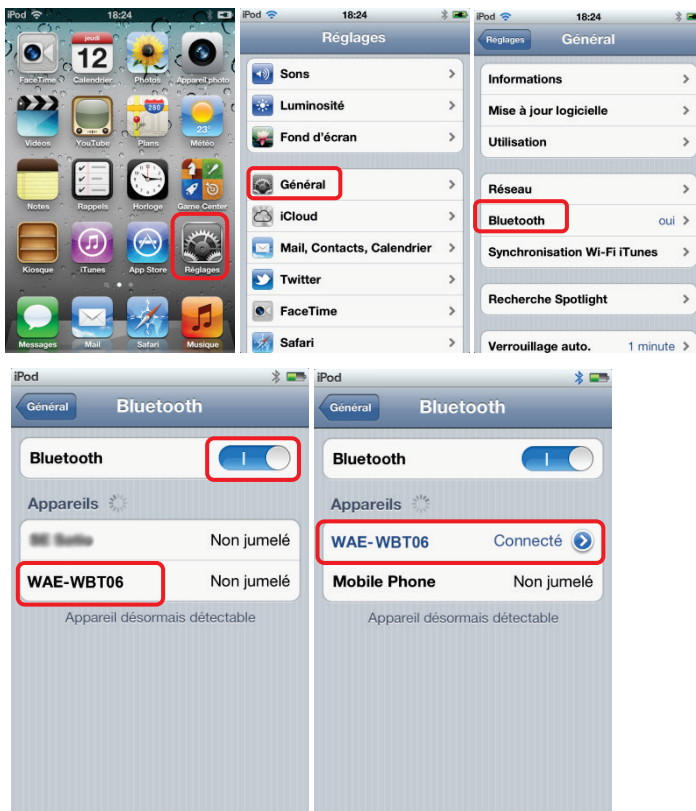 iPod 18:24
jeudi
12
280
23°
FaceTime Calendrier Photos Appareil photo
Vidéos YouTube Plans Météo
Notes Rappels Horloge Game Center
Kiosque iTunes App Store Réglages
Messages Mail Safari Musique
iPod 18:24
Réglages
Sons
Luminosité
Fond d'écran
Général
iCloud
Mail, Contacts, Calendrier
Twitter
FaceTime
Safari
iPod 18:24
Réglages Général
Informations
Mise à jour logicielle
Utilisation
Réseau
Bluetooth oui
Synchronisation Wi-Fi iTunes
Recherche Spotlight
Verrouillage auto. 1 minute
iPod
Général Bluetooth
Bluetooth
Appareils
Non jumelé
WAE-WBT06 Non jumelé
Appareil désormais détectable
iPod
Général Bluetooth
Bluetooth
Appareils
WAE-WBT06 Connecté
Mobile Phone Non jumelé
Appareil désormais détectable